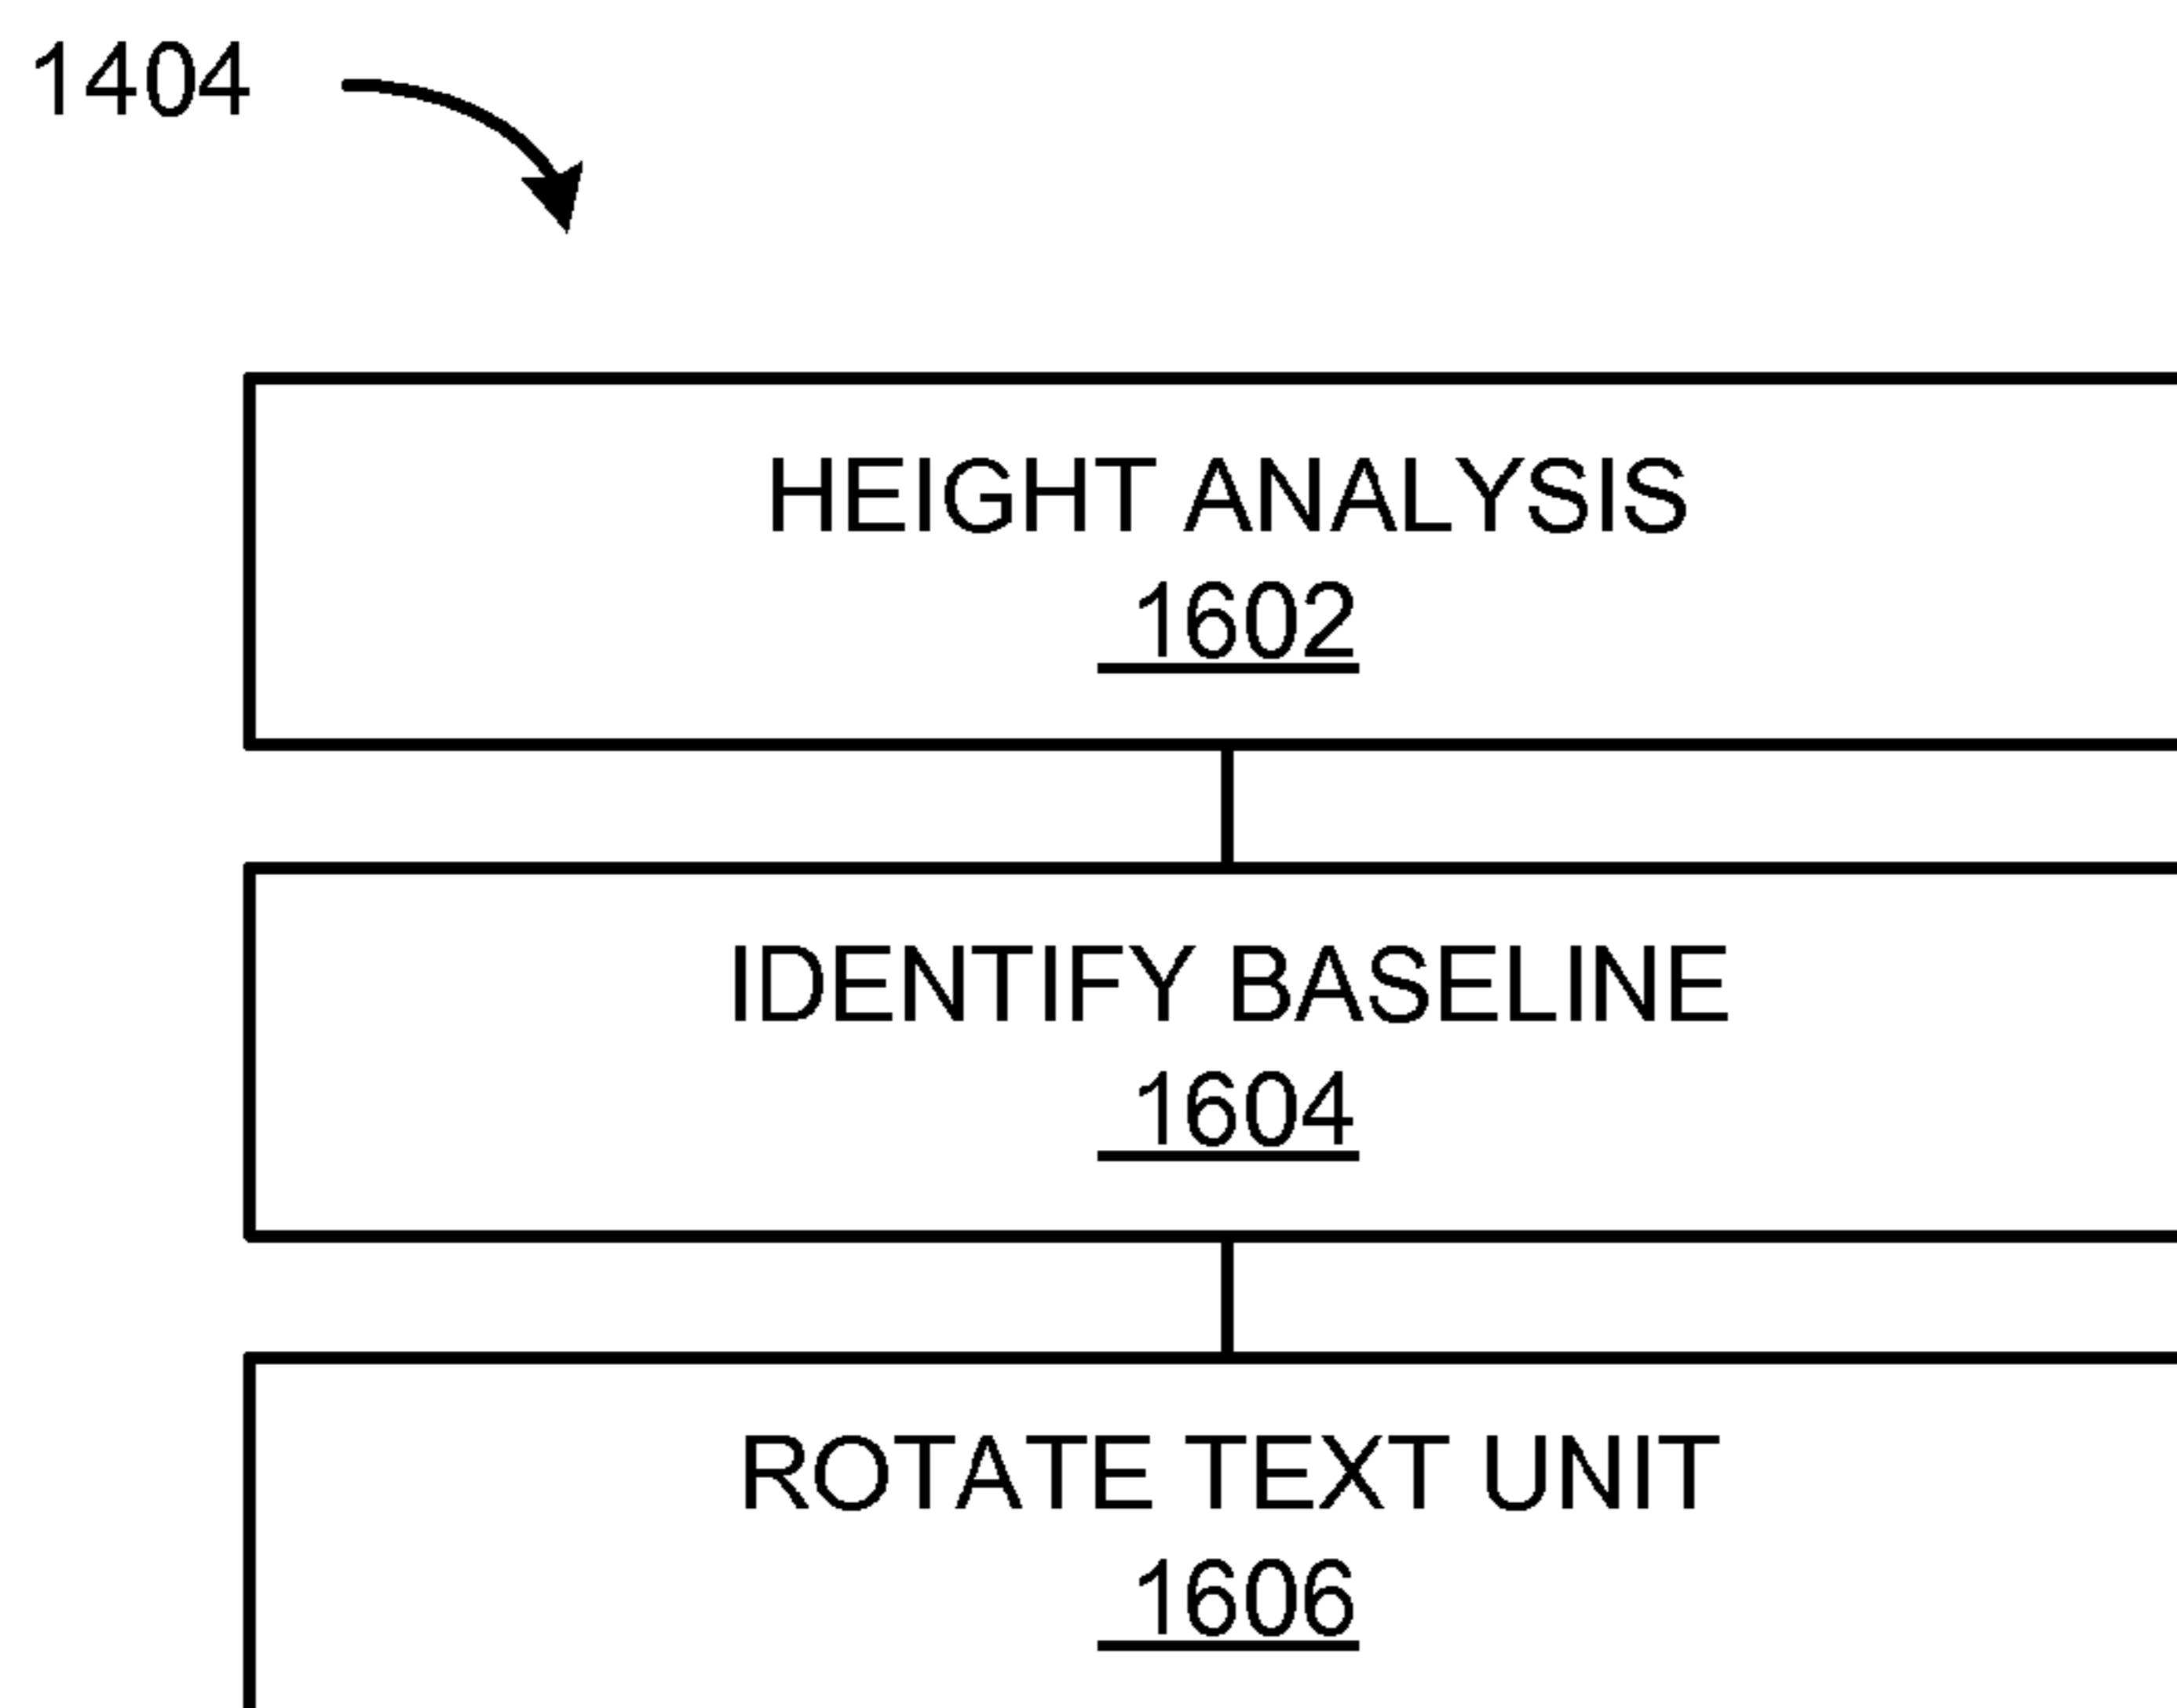 1404
HEIGHT ANALYSIS
1602
IDENTIFY BASELINE
1604
ROTATE TEXT UNIT
1606